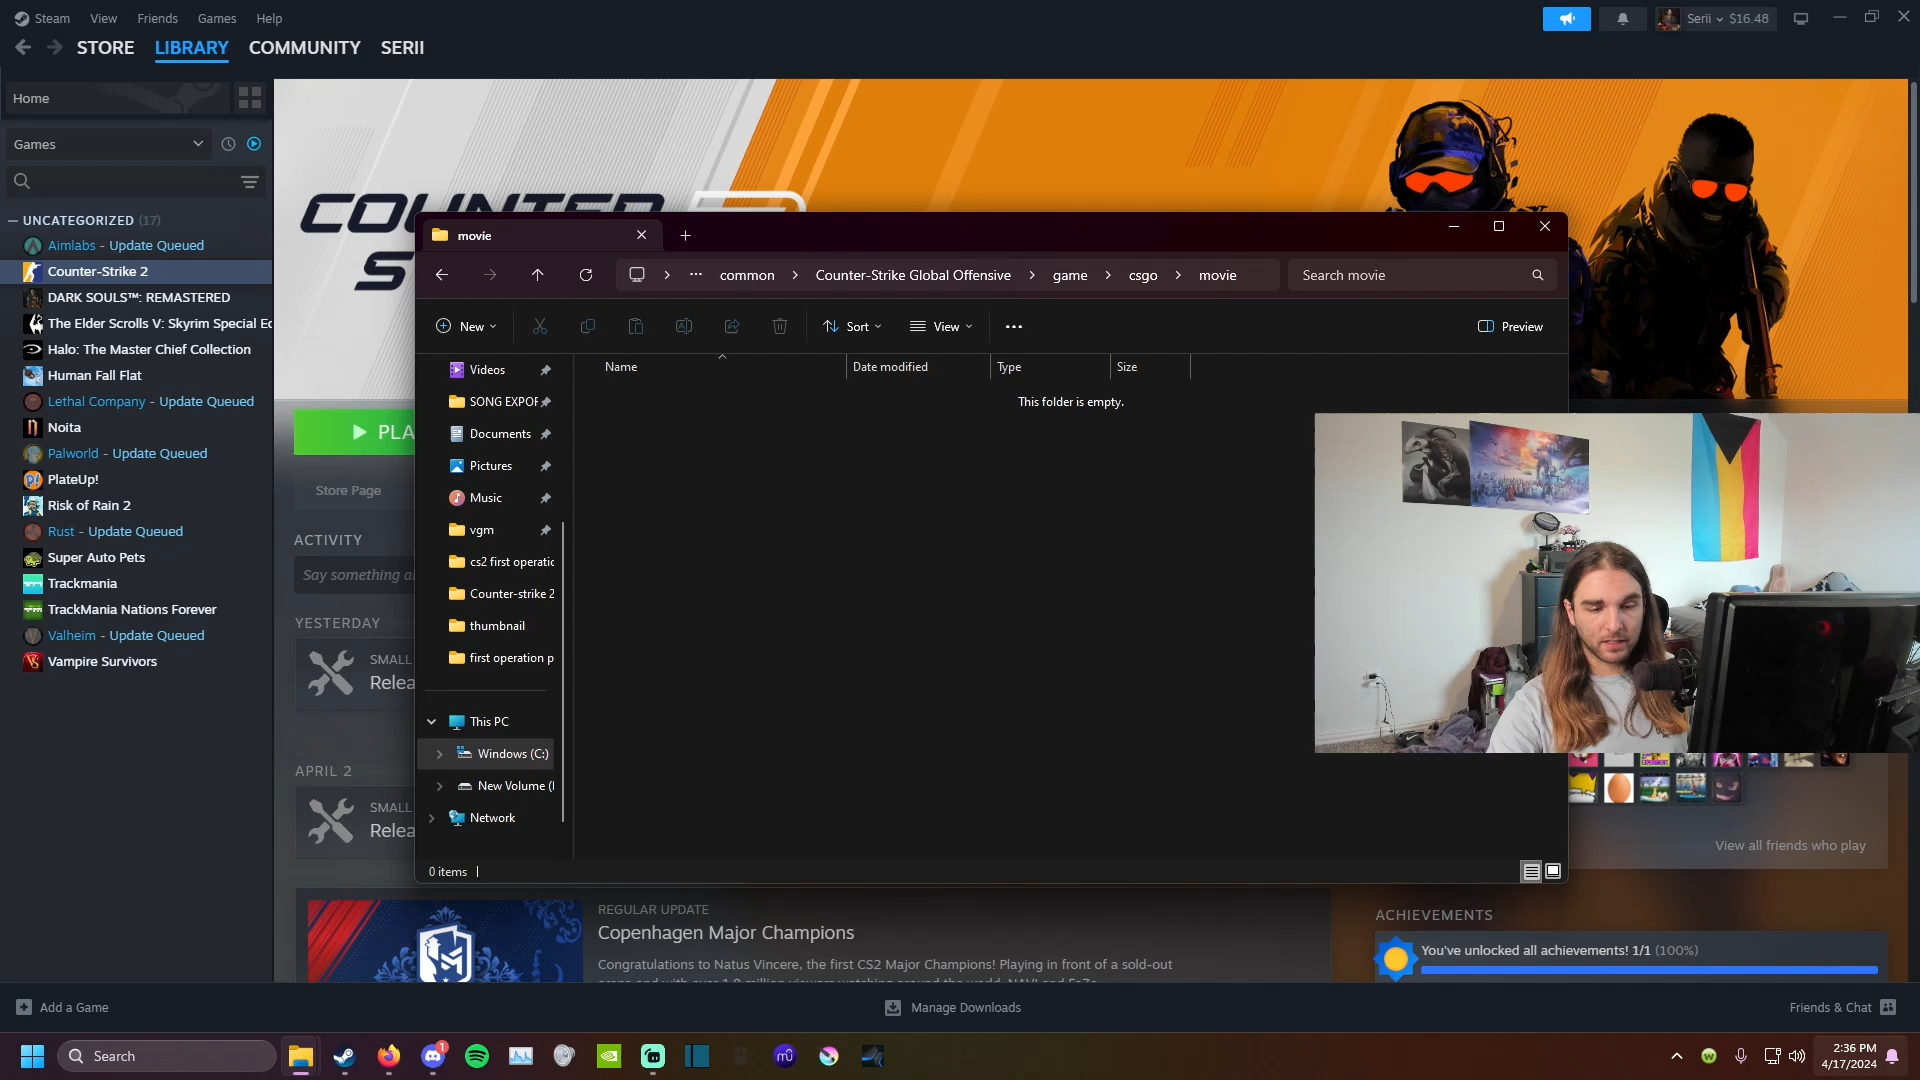 Steam View Friends Games Help
Serii $16.48
STORE LIBRARY COMMUNITY SERII
Home
Games
UNCATEGORIZED (17)
Aimlabs - Update Queued
Counter-Strike 2
DARK SOULS™: REMASTERED
The Elder Scrolls V: Skyrim Special Ec
Halo: The Master Chief Collection
Human Fall Flat
Lethal Company - Update Queued
Noita
Palworld - Update Queued
PlateUp!
Risk of Rain 2
Rust - Update Queued
Super Auto Pets
Trackmania
TrackMania Nations Forever
Valheim - Update Queued
Vampire Survivors
COUNTER
PLA
Store Page
ACTIVITY
Say something a
YESTERDAY
SMALL
Relea
APRIL 2
SMALL
Relea
movie
common Counter-Strike Global Offensive game csgo movie
Search movie
New Sort View ... Preview
Name Date modified Type Size
This folder is empty.
Videos
SONG EXPOR
Documents
Pictures
Music
vgm
cs2 first operatio
Counter-strike 2
thumbnail
first operation p
This PC
Windows (C:)
New Volume (
Network
0 items
View all friends who play
REGULAR UPDATE
Copenhagen Major Champions
Congratulations to Natus Vincere, the first CS2 Major Champions! Playing in front of a sold-out
ACHIEVEMENTS
You've unlocked all achievements! 1/1 (100%)
Add a Game
Manage Downloads
Friends & Chat
Search
1
2:36 PM
4/17/2024